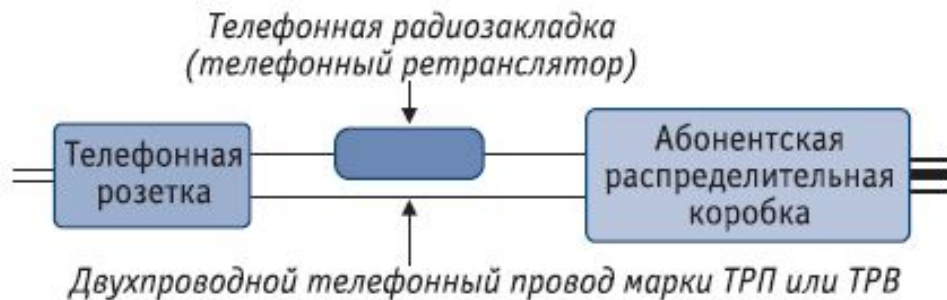 Телефонная радиозакладка
(телефонный ретранслятор)
Телефонная
розетка
Абонентская
распределительная
коробка
Двухпроводной телефонный провод марки ТРП или ТРВ